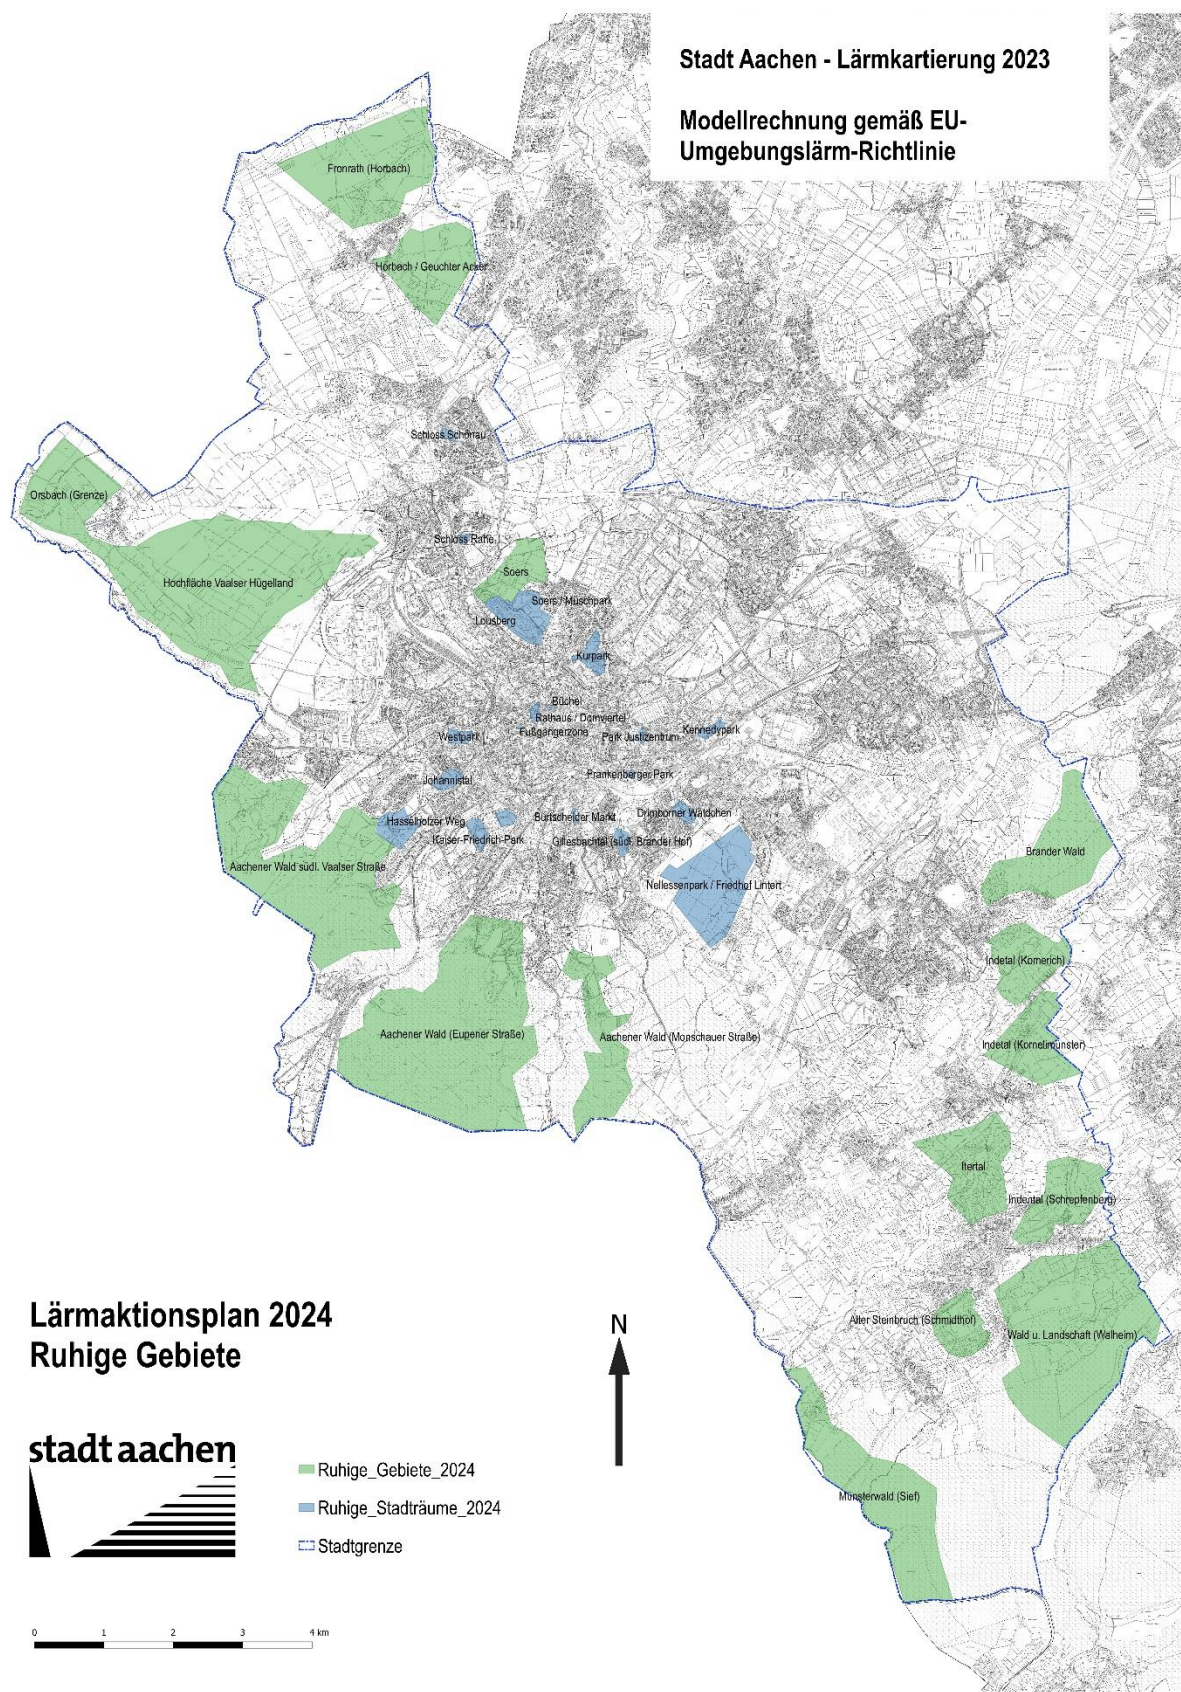 Stadt Aachen - Lärmkartierung 2023
Modellrechnung gemäß EU-
Umgebungslärm-Richtlinie
Fronrath (Horbach)
Horbach / Geuchter Acker
Schloss Schönau
Orsbach (Grenze)
Schloss Rahe
Hochfläche Vaalser Hügelland
Soers
Soers / Müschpark
Lousberg
Kurpark
Büchel
Rathaus / Domviertel
Fußgängerzone
Westpark
Park Justizentrum
Kennedypark
Johannistal
Frankenberger Park
Hasselholzer Weg
Burtscheider Markt
Drimborner Wäldchen
Kaiser-Friedrich-Park
Gillesbachtal (südl. Brander Hof)
Aachener Wald südl. Vaalser Straße
Brander Wald
Nellessenpark / Friedhof Lintert
Indetal (Komerich)
Aachener Wald (Eupener Straße)
Aachener Wald (Monschauer Straße)
Indetal (Kornelimünster)
Itertal
Indental (Schrepfenberg)
Alter Steinbruch (Schmidthof)
Wald u. Landschaft (Walheim)
Münsterwald (Sief)
Lärmaktionsplan 2024
Ruhige Gebiete
N
stadt aachen
Ruhige_Gebiete_2024
Ruhige_Stadträume_2024
Stadtgrenze
0 1 2 3 4 km